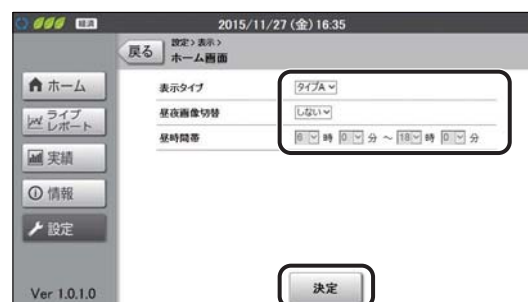 経済 2015/11/27(金)16:35
戻る 設定>表示>
ホーム画面
ホーム
ライブ
レポート
実績
情報
設定
Ver 1.0.1.0
表示タイプ タイプA
昼夜画像切替 しない
昼時間帯 6 時 0 分 ~ 18 時 0 分
決定